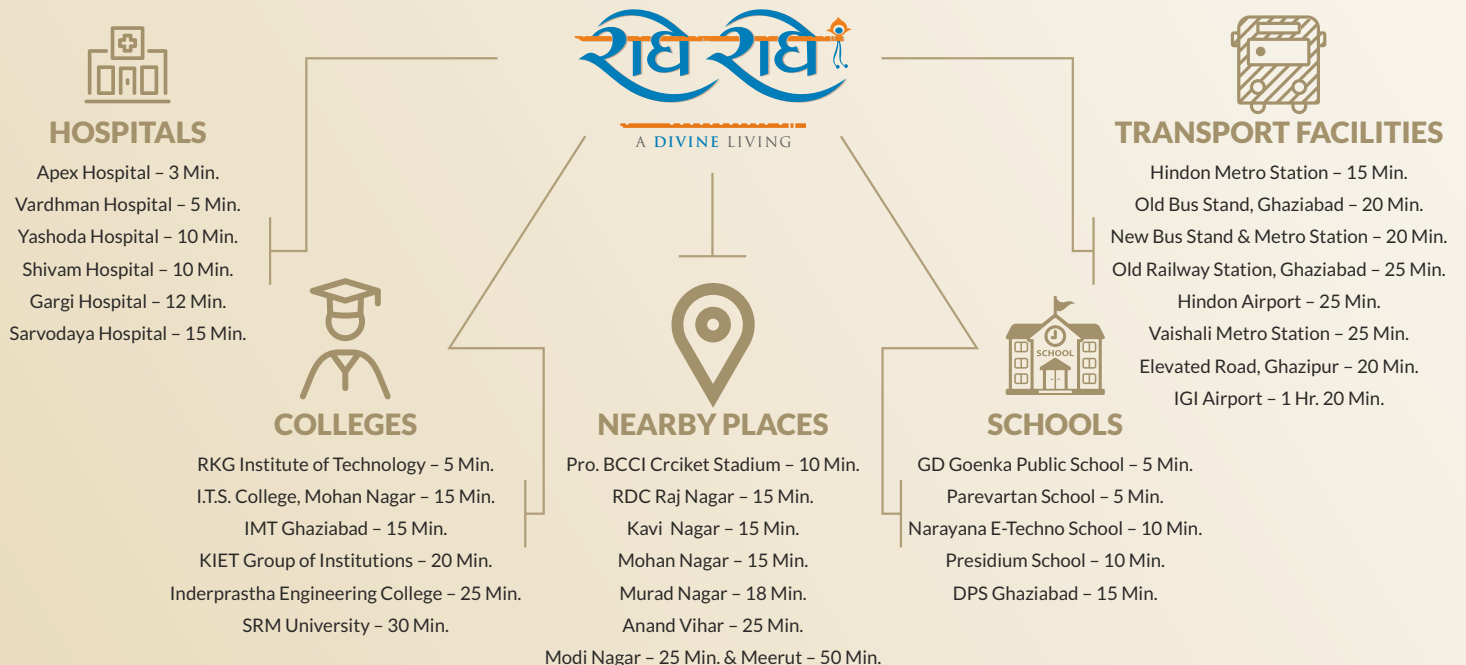 राधे राधे
A DIVINE LIVING
HOSPITALS
Apex Hospital – 3 Min.
Vardhman Hospital – 5 Min.
Yashoda Hospital – 10 Min.
Shivam Hospital – 10 Min.
Gargi Hospital – 12 Min.
Sarvodaya Hospital – 15 Min.
TRANSPORT FACILITIES
Hindon Metro Station – 15 Min.
Old Bus Stand, Ghaziabad – 20 Min.
New Bus Stand & Metro Station – 20 Min.
Old Railway Station, Ghaziabad – 25 Min.
Hindon Airport – 25 Min.
Vaishali Metro Station – 25 Min.
Elevated Road, Ghazipur – 20 Min.
IGI Airport – 1 Hr. 20 Min.
COLLEGES
RKG Institute of Technology – 5 Min.
I.T.S. College, Mohan Nagar – 15 Min.
IMT Ghaziabad – 15 Min.
KIET Group of Institutions – 20 Min.
Inderprastha Engineering College – 25 Min.
SRM University – 30 Min.
NEARBY PLACES
Pro. BCCI Crciket Stadium – 10 Min.
RDC Raj Nagar – 15 Min.
Kavi Nagar – 15 Min.
Mohan Nagar – 15 Min.
Murad Nagar – 18 Min.
Anand Vihar – 25 Min.
Modi Nagar – 25 Min. & Meerut – 50 Min.
SCHOOL
SCHOOLS
GD Goenka Public School – 5 Min.
Parevartan School – 5 Min.
Narayana E-Techno School – 10 Min.
Presidium School – 10 Min.
DPS Ghaziabad – 15 Min.